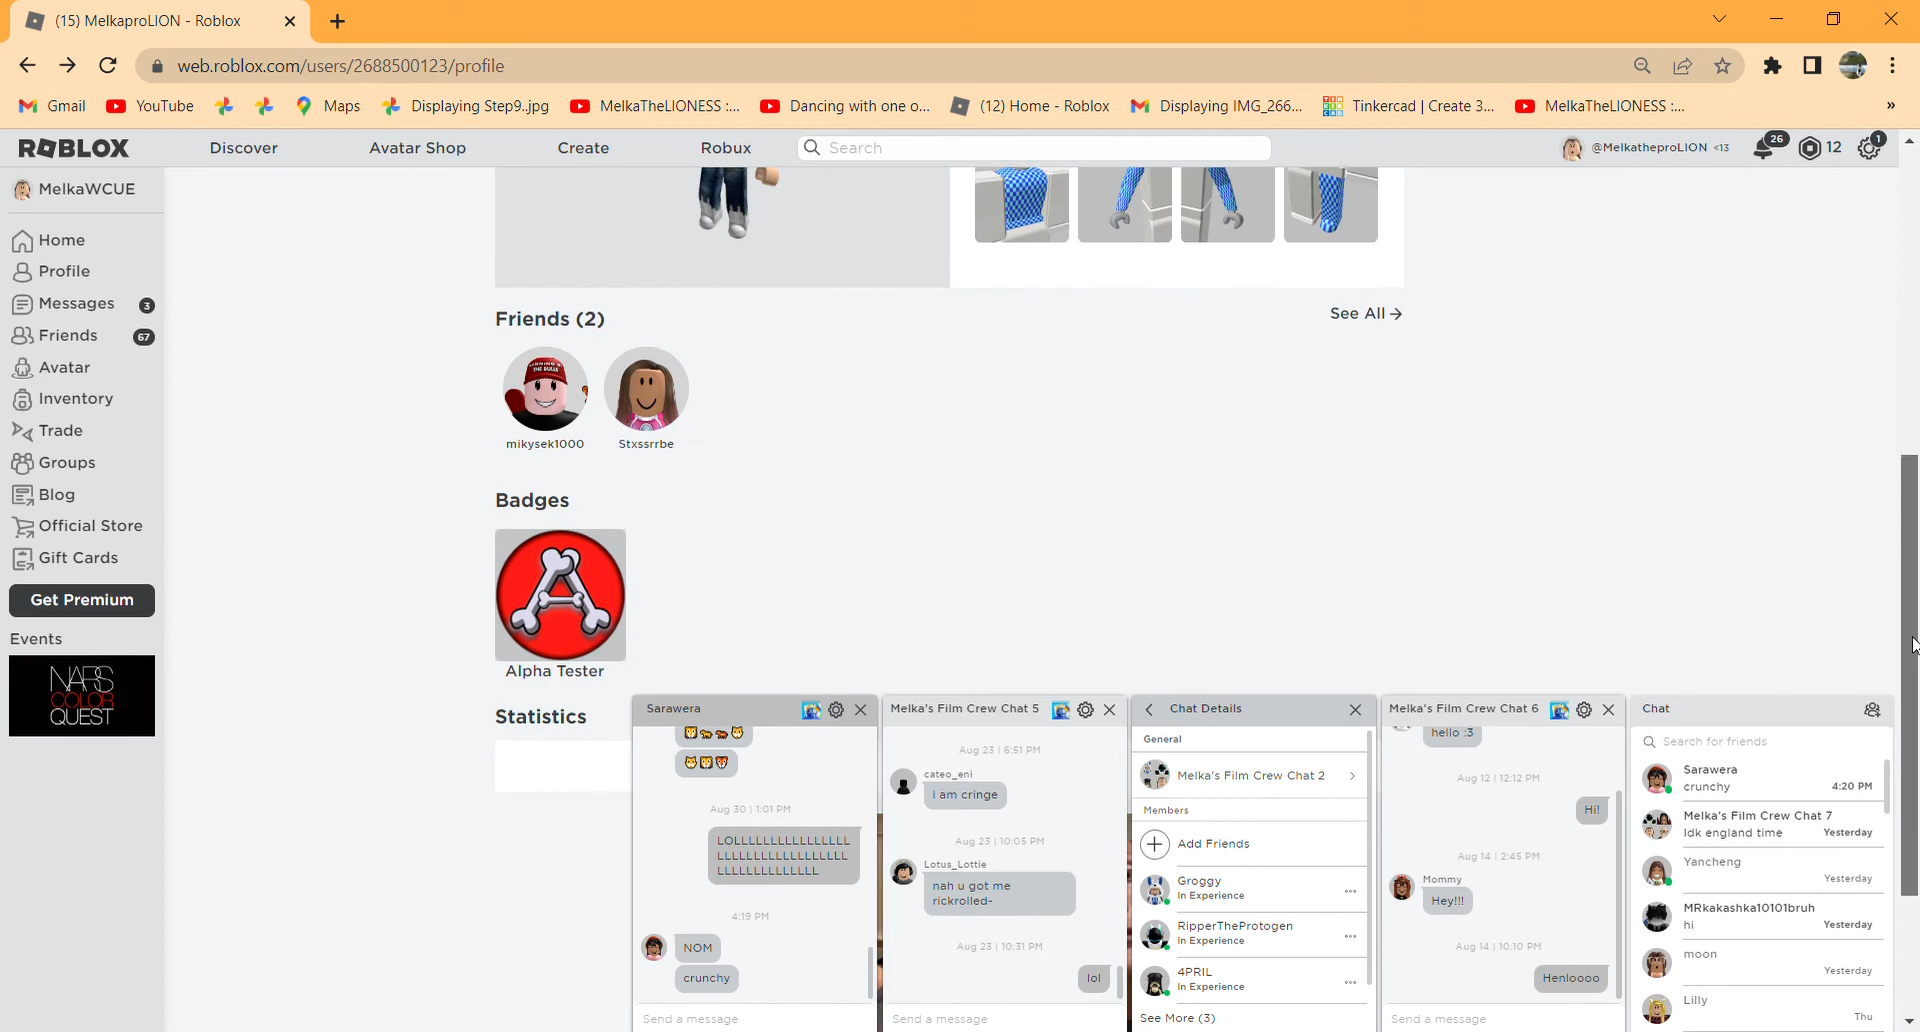 (15) MelkaproLION - Roblox
web.roblox.com/users/2688500123/profile
Gmail
YouTube
Maps
Displaying Step9..jpg
MelkaTheLIONESS :...
Dancing with one o...
(12) Home - Roblox
Displaying IMG_266...
Tinkercad | Create 3...
MelkaTheLIONESS :...
»
ROBLOX
Discover
Avatar Shop
Create
Robux
Search
@MelkatheproLION <13
26
12
1
MelkaWCUE
Home
Profile
Messages 3
Friends 67
Avatar
Inventory
Trade
Groups
Blog
Official Store
Gift Cards
Get Premium
Events
NARS
COLOR
QUEST
Friends (2)
See All
THE BULLS
mikysek1000
Stxssrrbe
Badges
A
Alpha Tester
Statistics
Sarawera
Aug 30 | 1:01 PM
LOLLLLLLLLLLLLLLLL
LLLLLLLLLLLLLLLLLL
LLLLLLLLLLLLLL
4:19 PM
NOM
crunchy
Send a message
Melka's Film Crew Chat 5
Aug 23 | 6:51 PM
cateo_eni
i am cringe
Aug 23 | 10:05 PM
Lotus_Lottie
nah u got me
rickrolled-
Aug 23 | 10:31 PM
lol
Send a message
Chat Details
General
Melka's Film Crew Chat 2
Members
Add Friends
Groggy
In Experience
RipperTheProtogen
In Experience
4PRIL
In Experience
See More (3)
Melka's Film Crew Chat 6
hello :3
Aug 12 | 12:12 PM
Hi!
Aug 14 | 2:45 PM
Mommy
Hey!!!
Aug 14 | 10:10 PM
Henloooo
Send a message
Chat
Search for friends
Sarawera
crunchy 4:20 PM
Melka's Film Crew Chat 7
Idk england time Yesterday
Yancheng
Yesterday
MRkakashka10101bruh
hi Yesterday
moon
Yesterday
Lilly
Thu